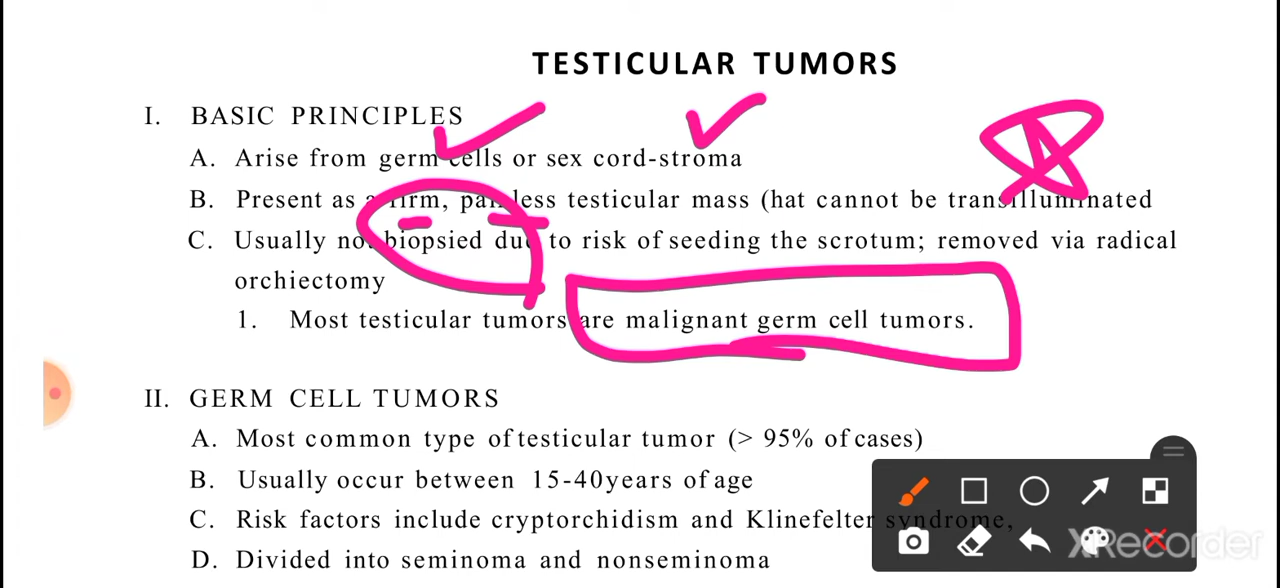 TESTICULAR TUMORS
I. BASIC PRINCIPLES
A. Arise from germ cells or sex cord-stroma
B. Present as a firm, painless testicular mass (hat cannot be transilluminated
C. Usually not biopsied due to risk of seeding the scrotum; removed via radical
orchiectomy
1. Most testicular tumors are malignant germ cell tumors.
II. GERM CELL TUMORS
A. Most common type of testicular tumor (> 95% of cases)
B. Usually occur between 15-40years of age
C. Risk factors include cryptorchidism and Klinefelter syndrome,
D. Divided into seminoma and nonseminoma
XRecorder